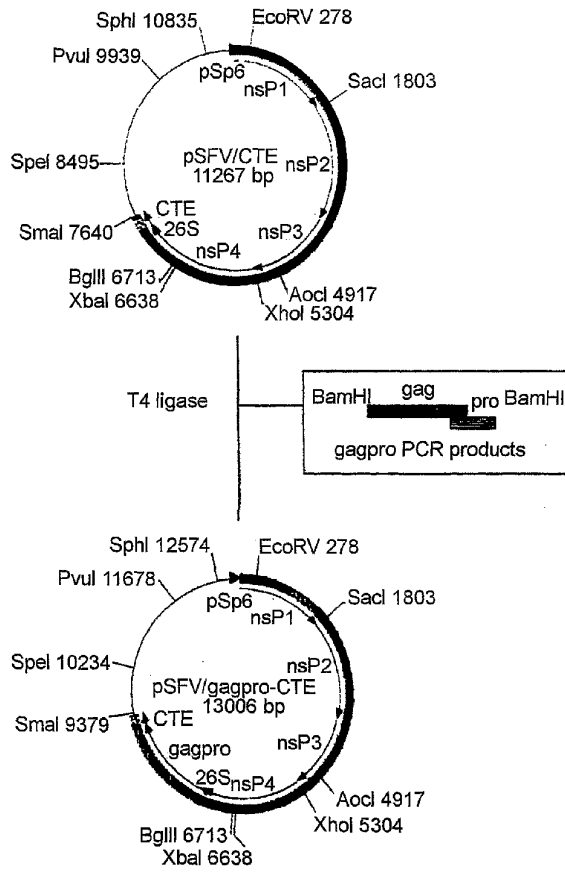 SphI 10835
EcoRV 278
PvuI 9939
pSp6
nsP1
SacI 1803
SpeI 8495
pSFV/CTE
11267 bp
nsP2
CTE
26S
SmaI 7640
nsP3
nsP4
BglII 6713
XbaI 6638
AocI 4917
XhoI 5304
T4 ligase
BamHI
gag
pro
BamHI
gagpro PCR products
SphI 12574
EcoRV 278
PvuI 11678
pSp6
nsP1
SacI 1803
SpeI 10234
nsP2
pSFV/gagpro-CTE
13006 bp
SmaI 9379
CTE
gagpro
nsP3
26S
nsP4
AocI 4917
XhoI 5304
BglII 6713
XbaI 6638